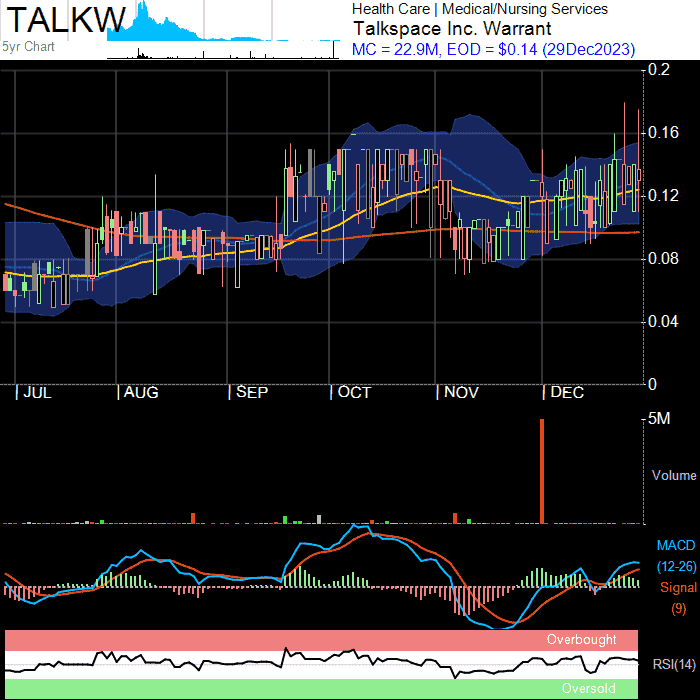 TALKW
5yr Chart
Health Care | Medical/Nursing Services
Talkspace Inc. Warrant
MC = 22.9M, EOD = $0.14 (29Dec2023)
0.2
0.16
0.12
0.08
0.04
0
JUL AUG SEP OCT NOV DEC
5M
Volume
MACD
(12-26)
Signal
(9)
Overbought
RSI(14)
Oversold